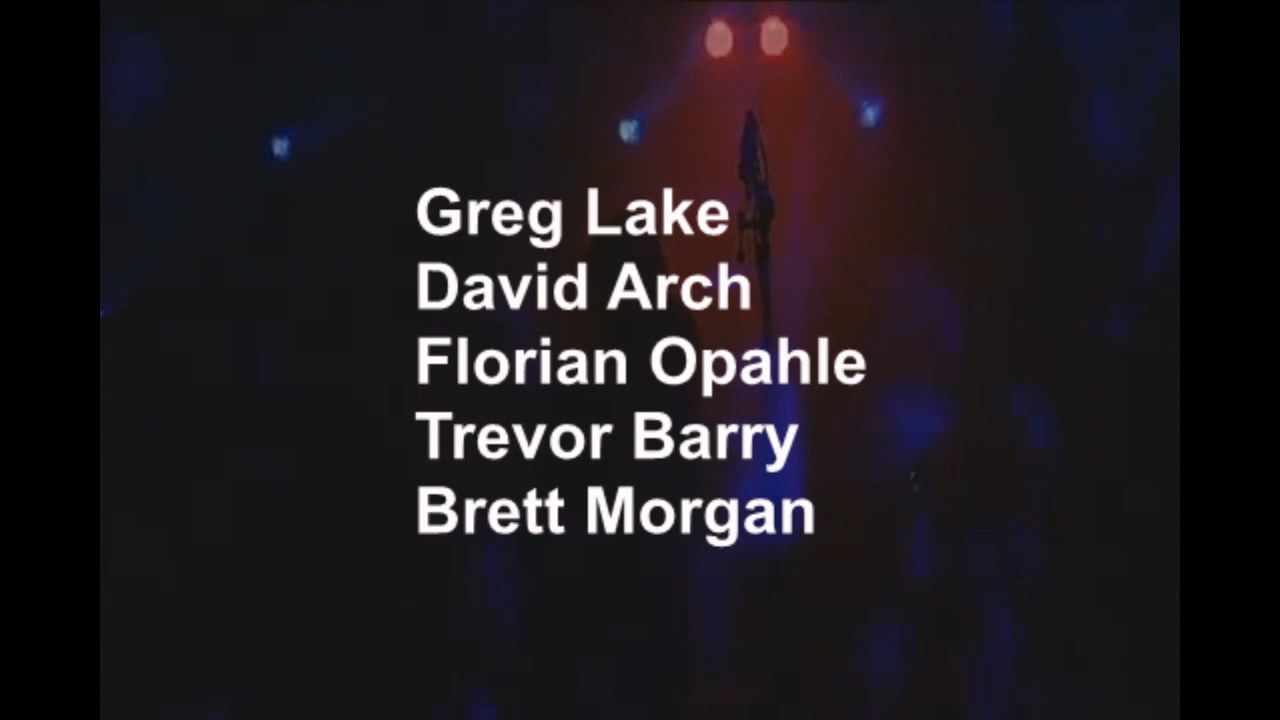 Greg Lake
David Arch
Florian Opahle
Trevor Barry
Brett Morgan